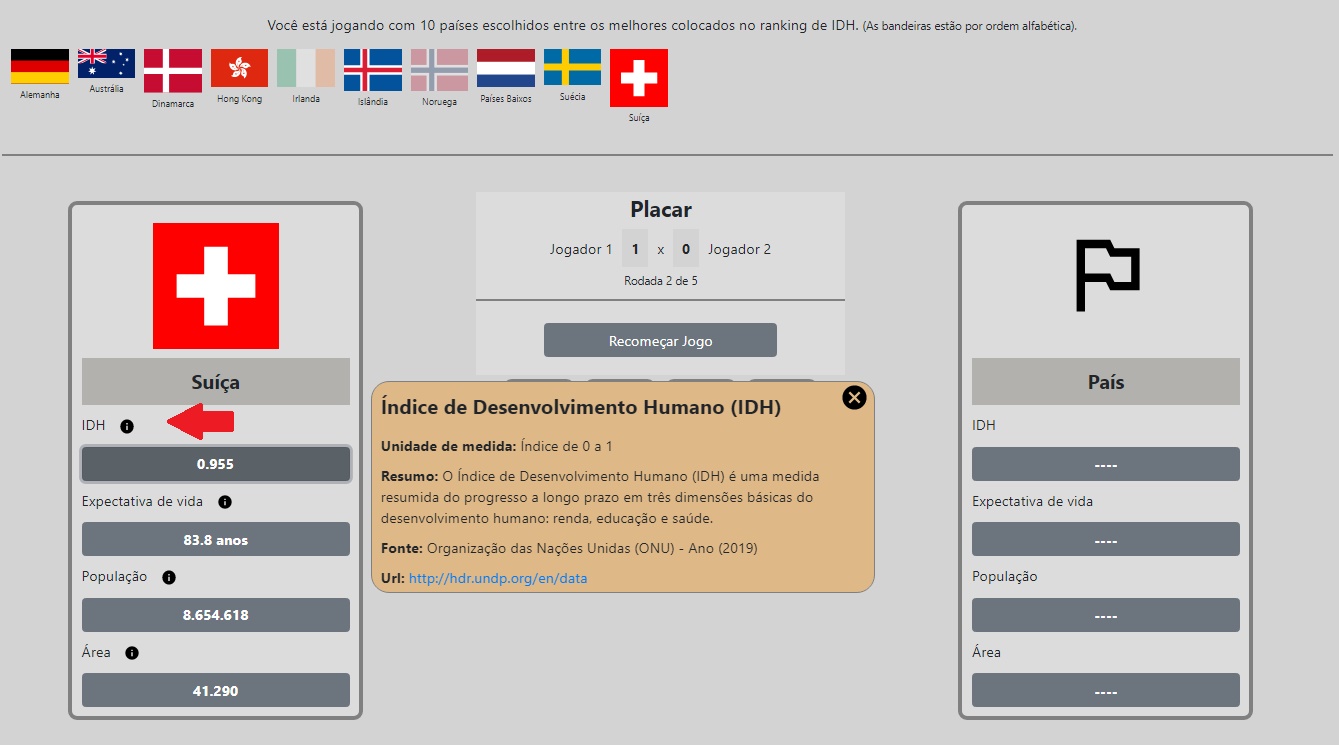 Você está jogando com 10 países escolhidos entre os melhores colocados no ranking de IDH. (As bandeiras estão por ordem alfabética).
Alemanha
Austrália
Dinamarca
Hong Kong
Irlanda
Islândia
Noruega
Países Baixos
Suécia
Suíça
Placar
Jogador 1 1 x 0 Jogador 2
Rodada 2 de 5
Recomeçar Jogo
Suíça
IDH
0.955
Expectativa de vida
83.8 anos
População
8.654.618
Área
41.290
Índice de Desenvolvimento Humano (IDH)
Unidade de medida: Índice de 0 a 1
Resumo: O Índice de Desenvolvimento Humano (IDH) é uma medida
resumida do progresso a longo prazo em três dimensões básicas do
desenvolvimento humano: renda, educação e saúde.
Fonte: Organização das Nações Unidas (ONU) - Ano (2019)
Url: http://hdr.undp.org/en/data
País
IDH
----
Expectativa de vida
----
População
----
Área
----